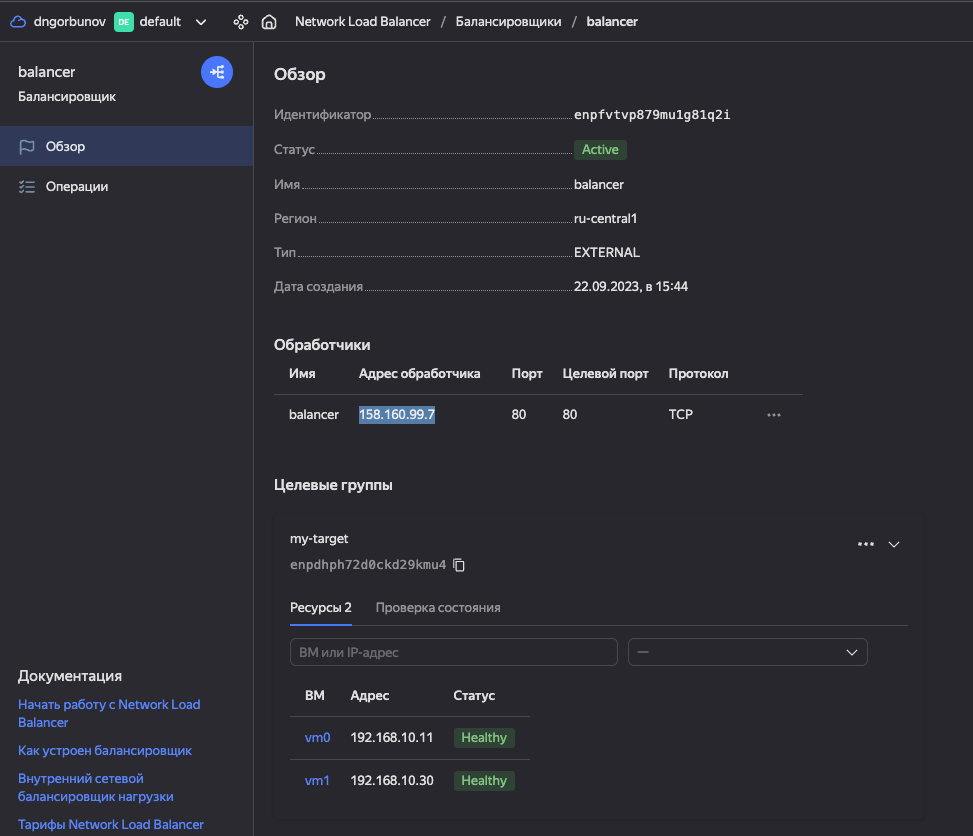 dngorbunov DE default Network Load Balancer / Балансировщики / balancer
balancer
Балансировщик
Обзор
Операции
Документация
Начать работу с Network Load
Balancer
Как устроен балансировщик
Внутренний сетевой
балансировщик нагрузки
Тарифы Network Load Balancer
Обзор
Идентификатор enpfvtvp879mu1g81q2i
Статус Active
Имя balancer
Регион ru-central1
Тип EXTERNAL
Дата создания 22.09.2023, в 15:44
Обработчики
Имя Адрес обработчика Порт Целевой порт Протокол
balancer 158.160.99.7 80 80 TCP
Целевые группы
my-target
enpdhph72d0ckd29kmu4
Ресурсы 2 Проверка состояния
ВМ или IP-адрес —
ВМ Адрес Статус
vm0 192.168.10.11 Healthy
vm1 192.168.10.30 Healthy